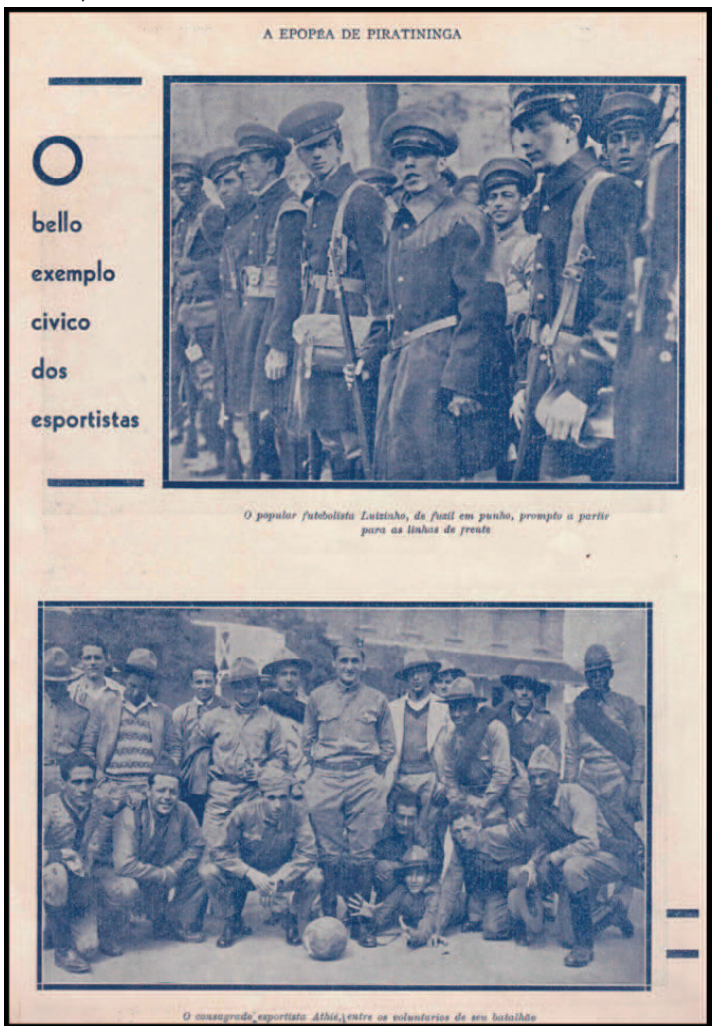 A EPOPÉA DE PIRATININGA
O
bello
exemplo
civico
dos
esportistas
O popular futebolista Luizinho, de fuzil em punho, prompto a partir
para as linhas de frente
O consagrado esportista Athié, entre os voluntarios de seu batalhão